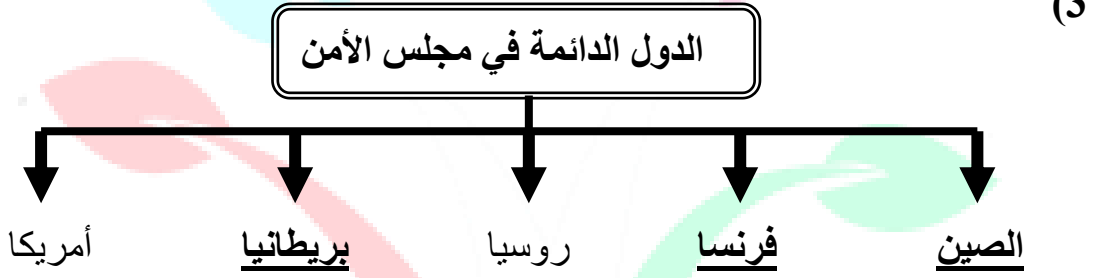 (3
الدول الدائمة في مجلس الأمن
الصين فرنسا روسيا بريطانيا أمريكا